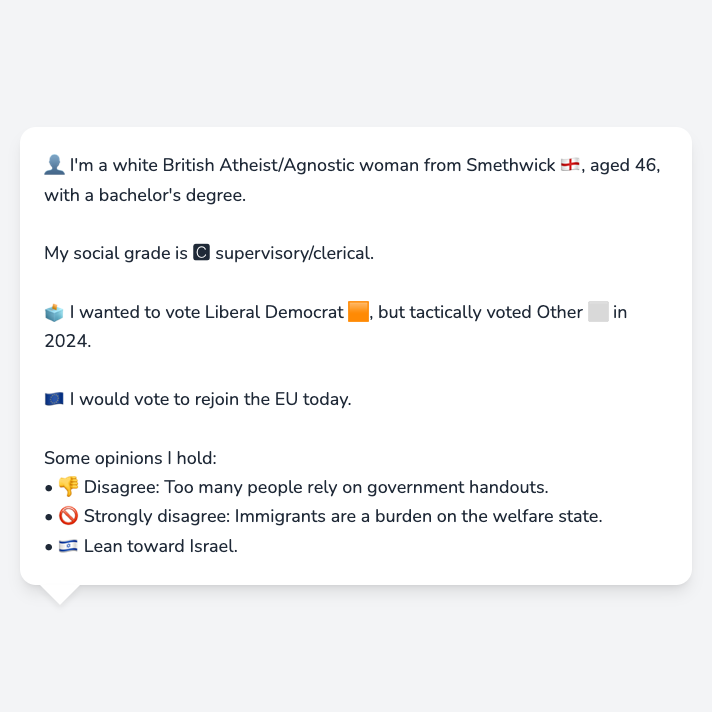 👤 I'm a white British Atheist/Agnostic woman from Smethwick 🏴󠁧󠁢󠁥󠁮󠁧󠁿, aged 46,
with a bachelor's degree.
My social grade is 🅲 supervisory/clerical.
🗳️ I wanted to vote Liberal Democrat 🟧, but tactically voted Other ⬜ in
2024.
🇪🇺 I would vote to rejoin the EU today.
Some opinions I hold:
• 👎 Disagree: Too many people rely on government handouts.
• 🚫 Strongly disagree: Immigrants are a burden on the welfare state.
• 🇮🇱 Lean toward Israel.